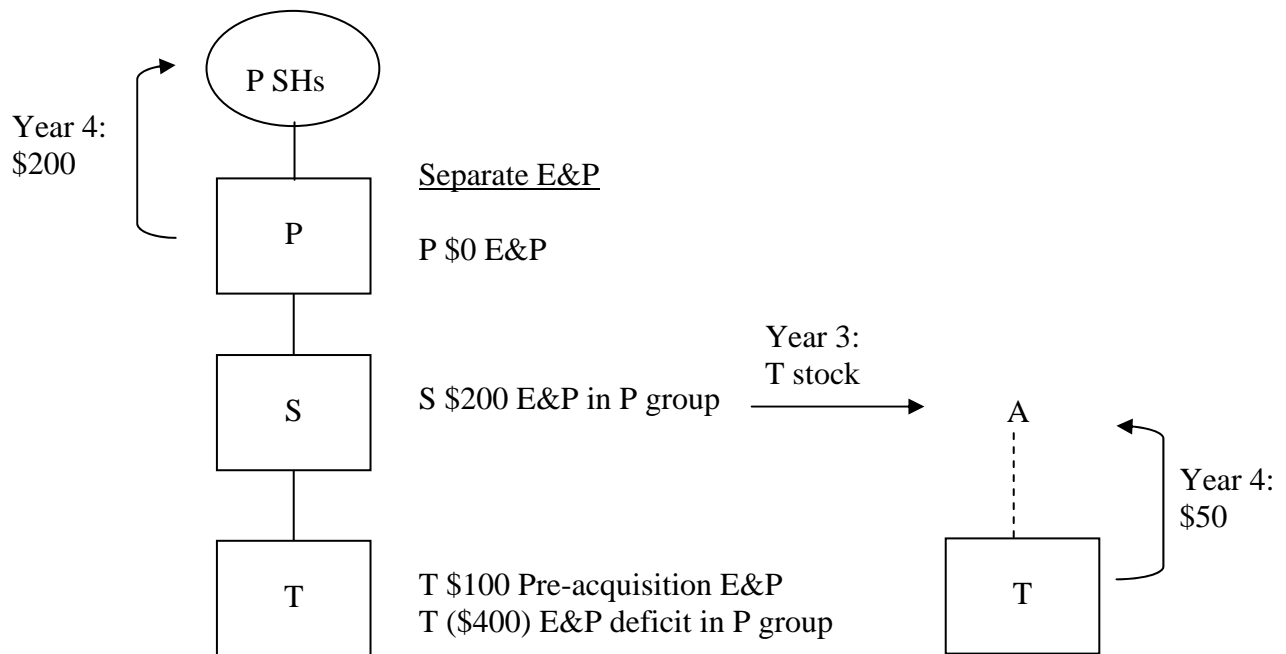 P SHs
Year 4:
$200
Separate E&P
P
P $0 E&P
Year 3:
T stock
S
S $200 E&P in P group
A
Year 4:
$50
T
T $100 Pre-acquisition E&P
T ($400) E&P deficit in P group
T